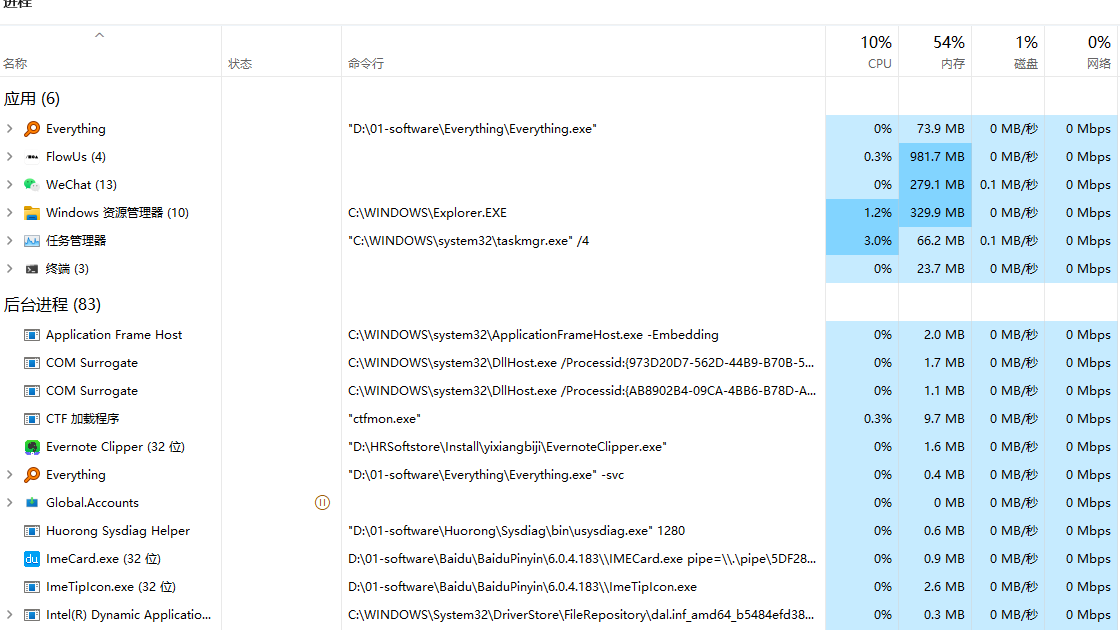 进程
10% 54% 1% 0%
名称 状态 命令行 CPU 内存 磁盘 网络
应用 (6)
Everything "D:\01-software\Everything\Everything.exe" 0% 73.9 MB 0 MB/秒 0 Mbps
FlowUs (4) 0.3% 981.7 MB 0 MB/秒 0 Mbps
WeChat (13) 0% 279.1 MB 0.1 MB/秒 0 Mbps
Windows 资源管理器 (10) C:\WINDOWS\Explorer.EXE 1.2% 329.9 MB 0 MB/秒 0 Mbps
任务管理器 "C:\WINDOWS\system32\taskmgr.exe" /4 3.0% 66.2 MB 0.1 MB/秒 0 Mbps
终端 (3) 0% 23.7 MB 0 MB/秒 0 Mbps
后台进程 (83)
Application Frame Host C:\WINDOWS\system32\ApplicationFrameHost.exe -Embedding 0% 2.0 MB 0 MB/秒 0 Mbps
COM Surrogate C:\WINDOWS\system32\DllHost.exe /Processid:{973D20D7-562D-44B9-B70B-5... 0% 1.7 MB 0 MB/秒 0 Mbps
COM Surrogate C:\WINDOWS\system32\DllHost.exe /Processid:{AB8902B4-09CA-4BB6-B78D-A... 0% 1.1 MB 0 MB/秒 0 Mbps
CTF 加载程序 "ctfmon.exe" 0.3% 9.7 MB 0 MB/秒 0 Mbps
Evernote Clipper (32 位) "D:\HRSoftstore\Install\yixiangbiji\EvernoteClipper.exe" 0% 1.6 MB 0 MB/秒 0 Mbps
Everything "D:\01-software\Everything\Everything.exe" -svc 0% 0.4 MB 0 MB/秒 0 Mbps
Global.Accounts 0% 0 MB 0 MB/秒 0 Mbps
Huorong Sysdiag Helper "D:\01-software\Huorong\Sysdiag\bin\usysdiag.exe" 1280 0% 0.6 MB 0 MB/秒 0 Mbps
du ImeCard.exe (32 位) D:\01-software\Baidu\BaiduPinyin\6.0.4.183\\IMECard.exe pipe=\\.\pipe\5DF28... 0% 0.9 MB 0 MB/秒 0 Mbps
ImeTipIcon.exe (32 位) D:\01-software\Baidu\BaiduPinyin\6.0.4.183\\ImeTipIcon.exe 0% 2.6 MB 0 MB/秒 0 Mbps
Intel(R) Dynamic Applicatio... C:\WINDOWS\System32\DriverStore\FileRepository\dal.inf_amd64_b5484efd38... 0% 0.3 MB 0 MB/秒 0 Mbps